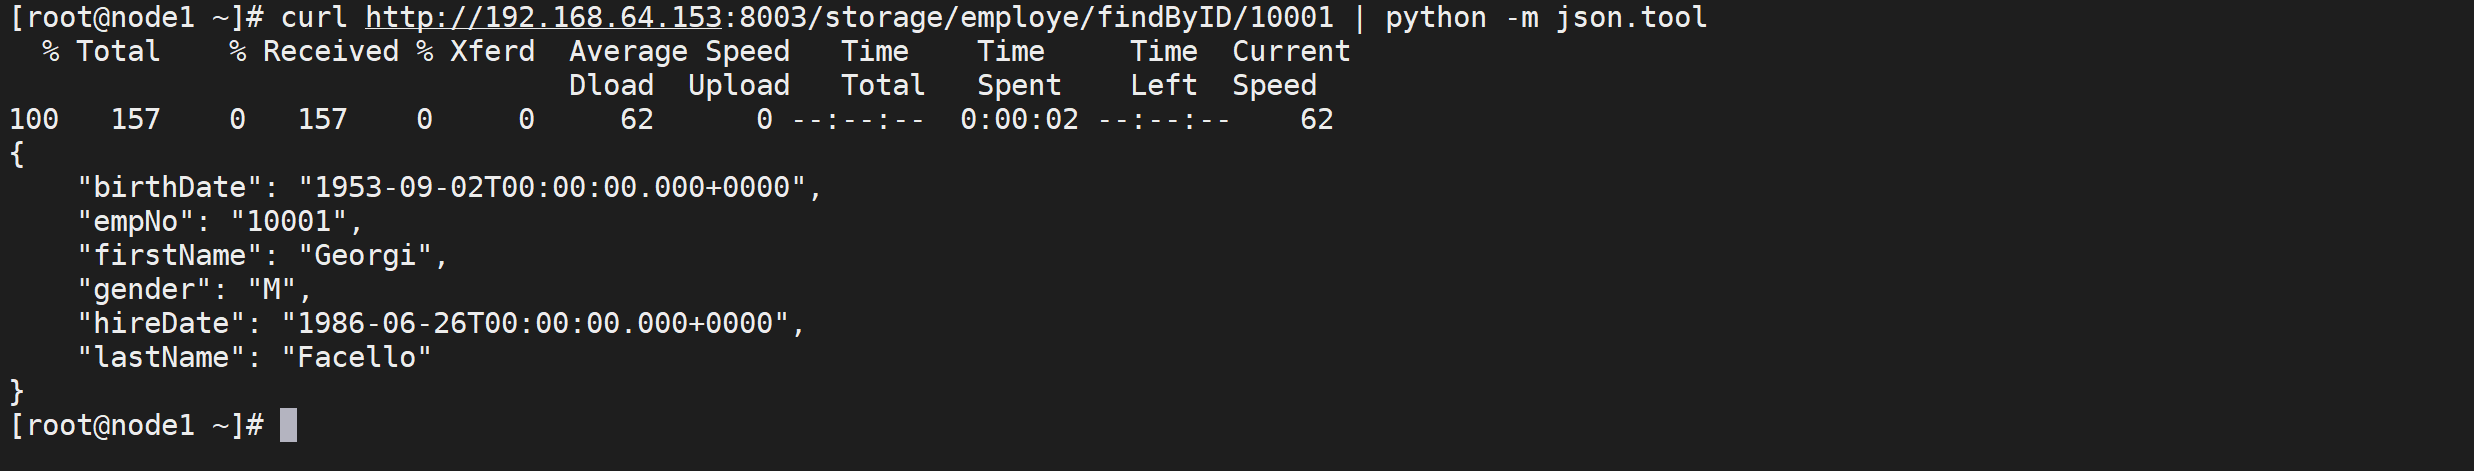 [root@node1 ~]# curl http://192.168.64.153:8003/storage/employe/findByID/10001 | python -m json.tool
  % Total    % Received % Xferd  Average Speed   Time    Time     Time  Current
                                 Dload  Upload   Total   Spent    Left  Speed
100   157    0   157    0     0     62      0 --:--:--  0:00:02 --:--:--    62
{
    "birthDate": "1953-09-02T00:00:00.000+0000",
    "empNo": "10001",
    "firstName": "Georgi",
    "gender": "M",
    "hireDate": "1986-06-26T00:00:00.000+0000",
    "lastName": "Facello"
}
[root@node1 ~]#